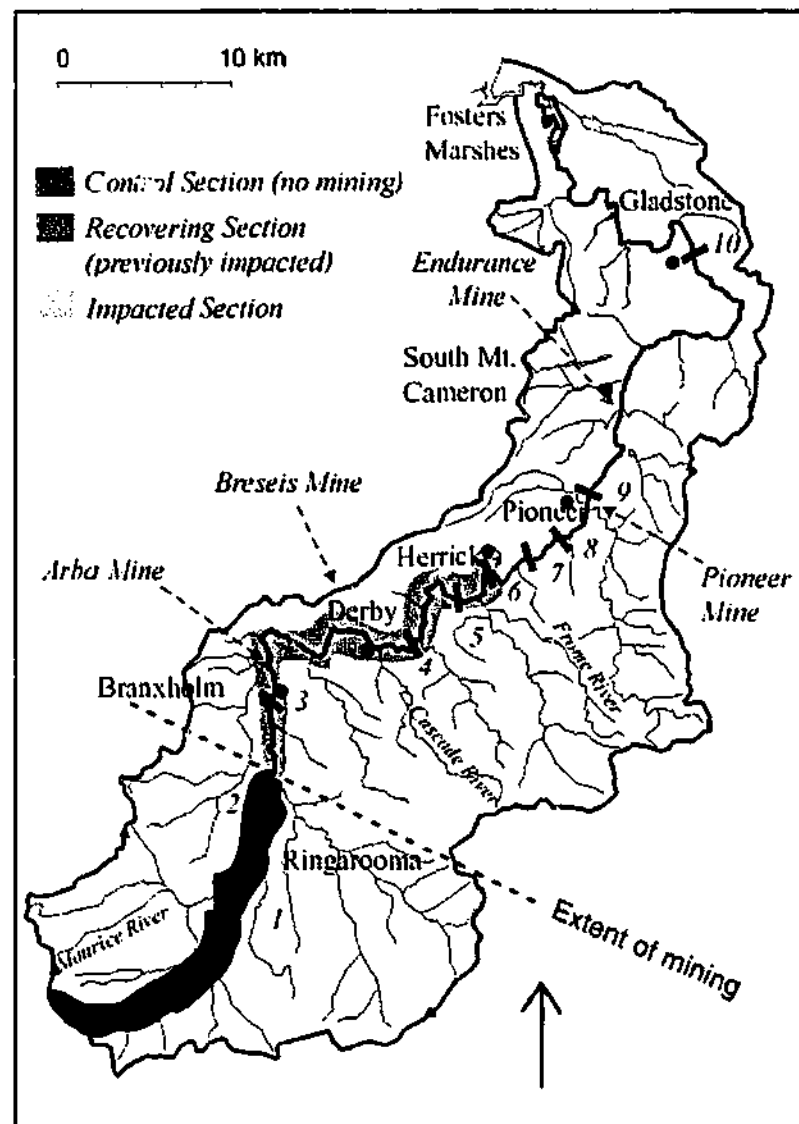 0 10 km
Fosters
Marshes
Control Section (no mining)
Recovering Section
(previously impacted)
Impacted Section
Gladstone
10
Endurance
Mine
South Mt.
Cameron
Breseis Mine
9
Pioneer
8
Arba Mine
Herrick
7
Pioneer
Mine
6
Derby
5
4
Frome River
Branxholm
3
Cascade River
2
Ringarooma
Extent of mining
1
Maurice River